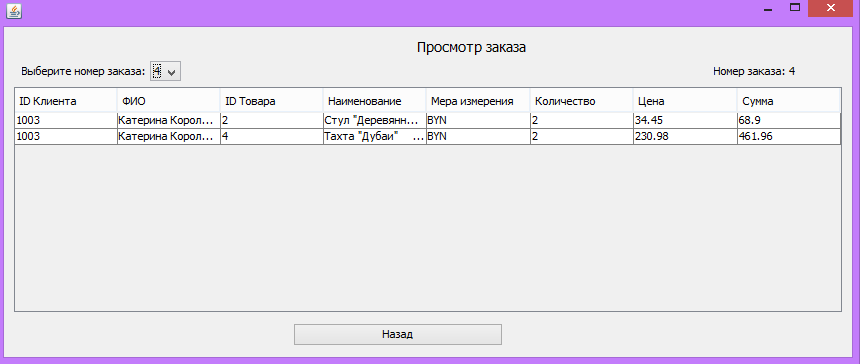 Просмотр заказа
Выберите номер заказа: 4 Номер заказа: 4
ID Клиента ФИО ID Товара Наименование Мера измерения Количество Цена Сумма
1003 Катерина Корол... 2 Стул "Деревянн... BYN 2 34.45 68.9
1003 Катерина Корол... 4 Тахта "Дубаи" ... BYN 2 230.98 461.96
Назад